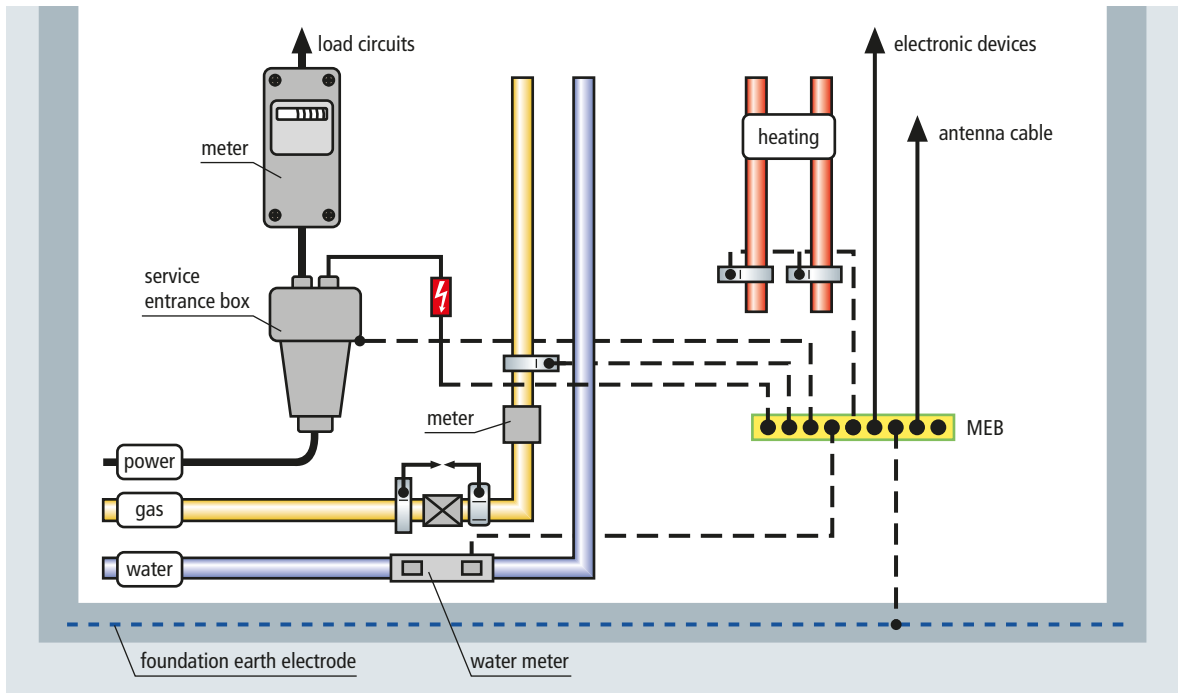 load circuits
electronic devices
antenna cable
heating
meter
service
entrance box
meter
MEB
power
gas
water
foundation earth electrode
water meter